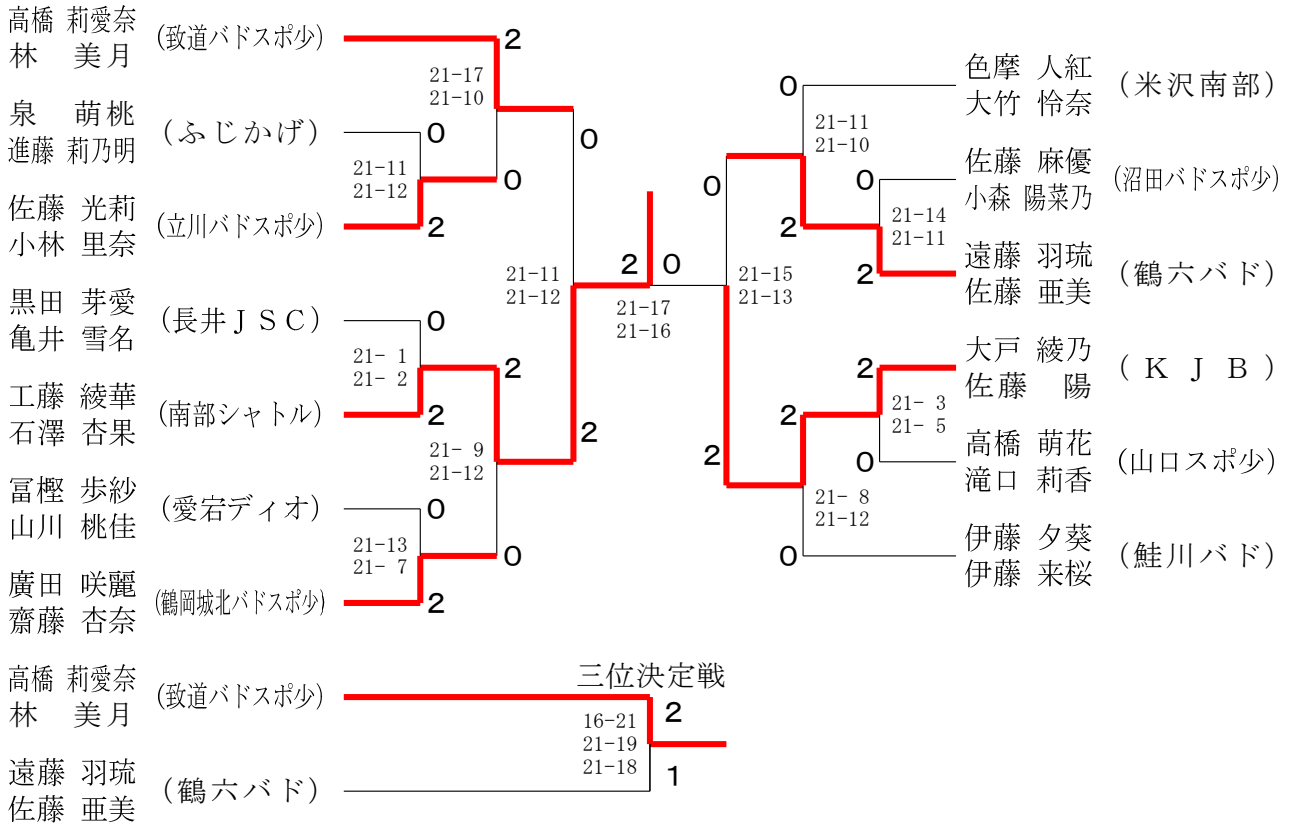 高橋 莉愛奈
林 美月
(致道バドスポ少)
2
21-17
21-10
泉 萌桃
進藤 莉乃明
(ふじかげ)
0
21-11
21-12
0
0
佐藤 光莉
小林 里奈
(立川バドスポ少)
2
21-11
21-12
黒田 芽愛
亀井 雪名
(長井JSC)
0
21- 1
21- 2
2
工藤 綾華
石澤 杏果
(南部シャトル)
2
21- 9
21-12
2
冨樫 歩紗
山川 桃佳
(愛宕ディオ)
0
21-13
21- 7
0
廣田 咲麗
齋藤 杏奈
(鶴岡城北バドスポ少)
2
2 0
21-17
21-16
0
色摩 人紅
大竹 怜奈
(米沢南部)
21-11
21-10
0
0
佐藤 麻優
小森 陽菜乃
(沼田バドスポ少)
21-14
21-11
2
2
遠藤 羽琉
佐藤 亜美
(鶴六バド)
21-15
21-13
2
大戸 綾乃
佐藤 陽
(KJB)
2
21- 3
21- 5
2
0
高橋 萌花
滝口 莉香
(山口スポ少)
21- 8
21-12
0
伊藤 夕葵
伊藤 来桜
(鮭川バド)
三位決定戦
高橋 莉愛奈
林 美月
(致道バドスポ少)
2
16-21
21-19
21-18
1
遠藤 羽琉
佐藤 亜美
(鶴六バド)